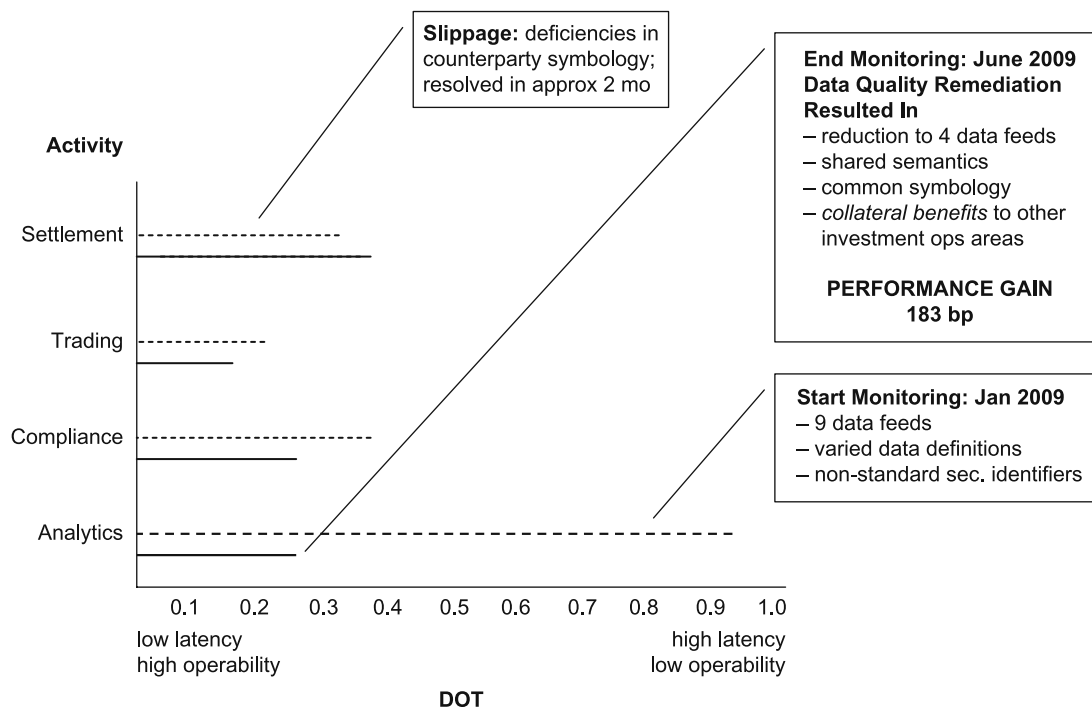 Slippage: deficiencies in
counterparty symbology;
resolved in approx 2 mo
End Monitoring: June 2009
Data Quality Remediation
Resulted In
– reduction to 4 data feeds
– shared semantics
– common symbology
– collateral benefits to other
investment ops areas
PERFORMANCE GAIN
183 bp
Activity
Settlement
Trading
Compliance
Analytics
Start Monitoring: Jan 2009
– 9 data feeds
– varied data definitions
– non-standard sec. identifiers
0.1 0.2 0.3 0.4 0.5 0.6 0.7 0.8 0.9 1.0
low latency
high operability
high latency
low operability
DOT